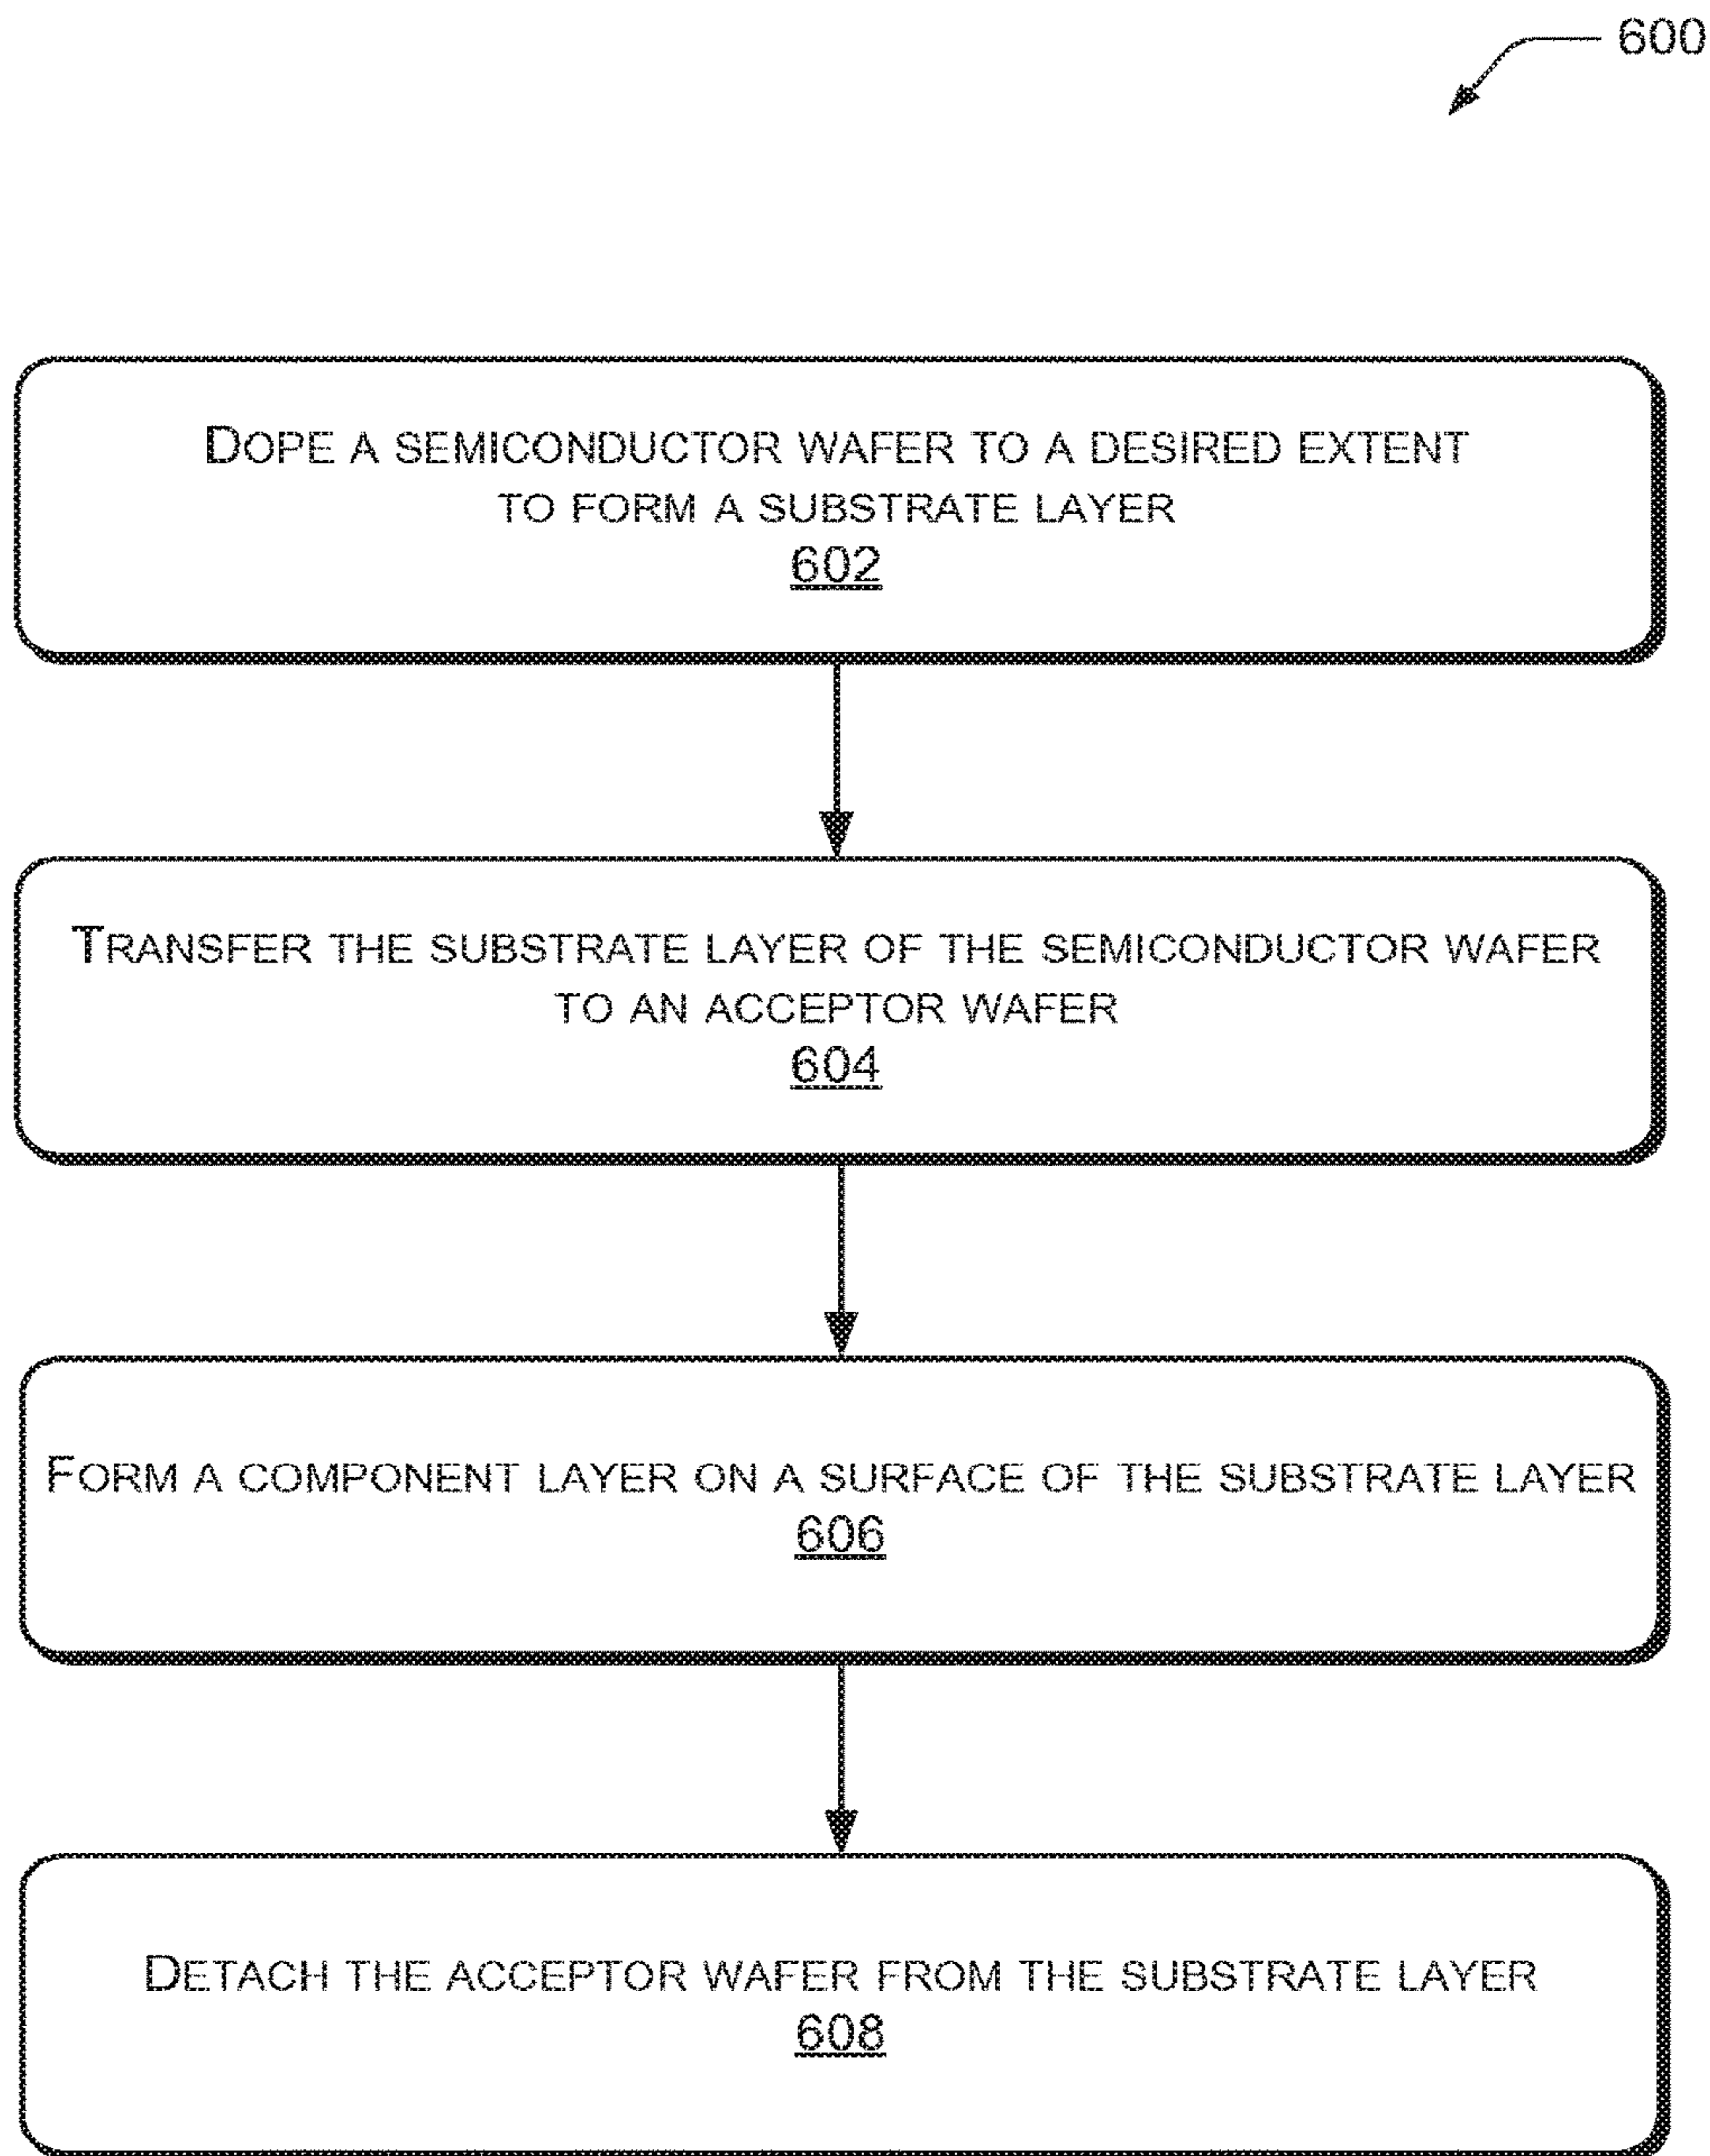 600
DOPE A SEMICONDUCTOR WAFER TO A DESIRED EXTENT
TO FORM A SUBSTRATE LAYER
602
TRANSFER THE SUBSTRATE LAYER OF THE SEMICONDUCTOR WAFER
TO AN ACCEPTOR WAFER
604
FORM A COMPONENT LAYER ON A SURFACE OF THE SUBSTRATE LAYER
606
DETACH THE ACCEPTOR WAFER FROM THE SUBSTRATE LAYER
608